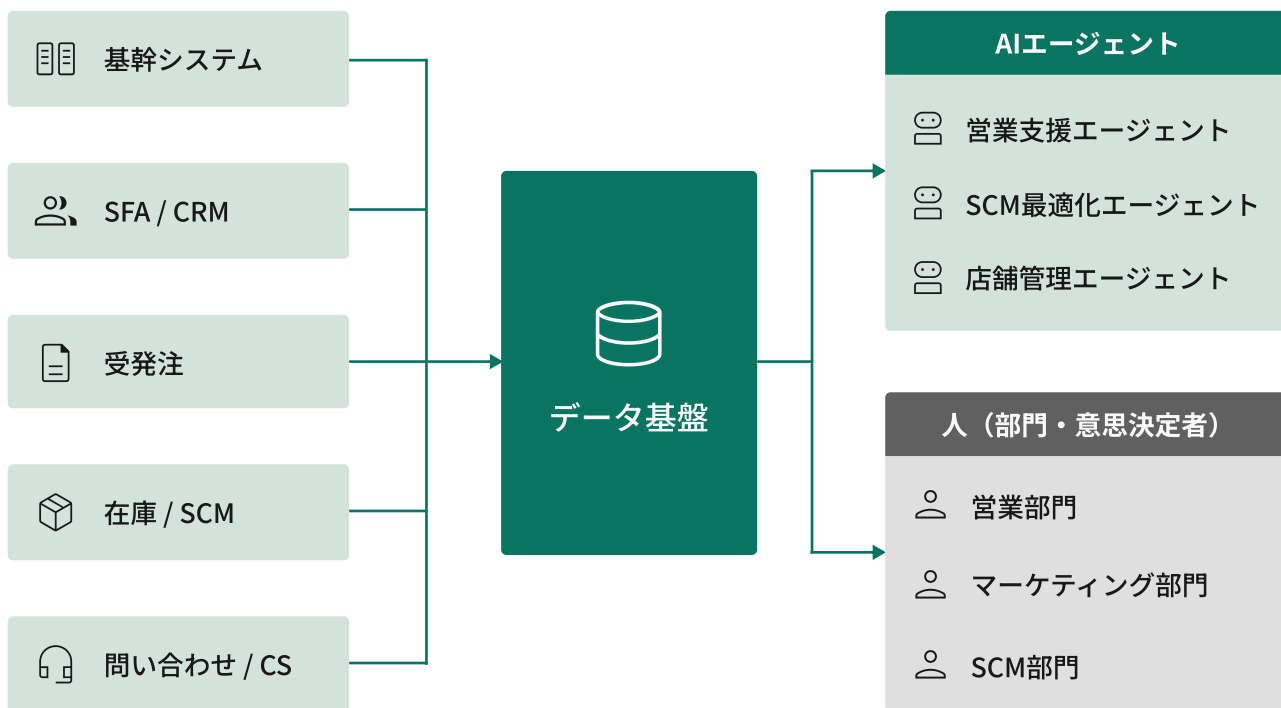 基幹システム
SFA / CRM
受発注
在庫 / SCM
問い合わせ / CS
データ基盤
AIエージェント
営業支援エージェント
SCM最適化エージェント
店舗管理エージェント
人（部門・意思決定者）
営業部門
マーケティング部門
SCM部門